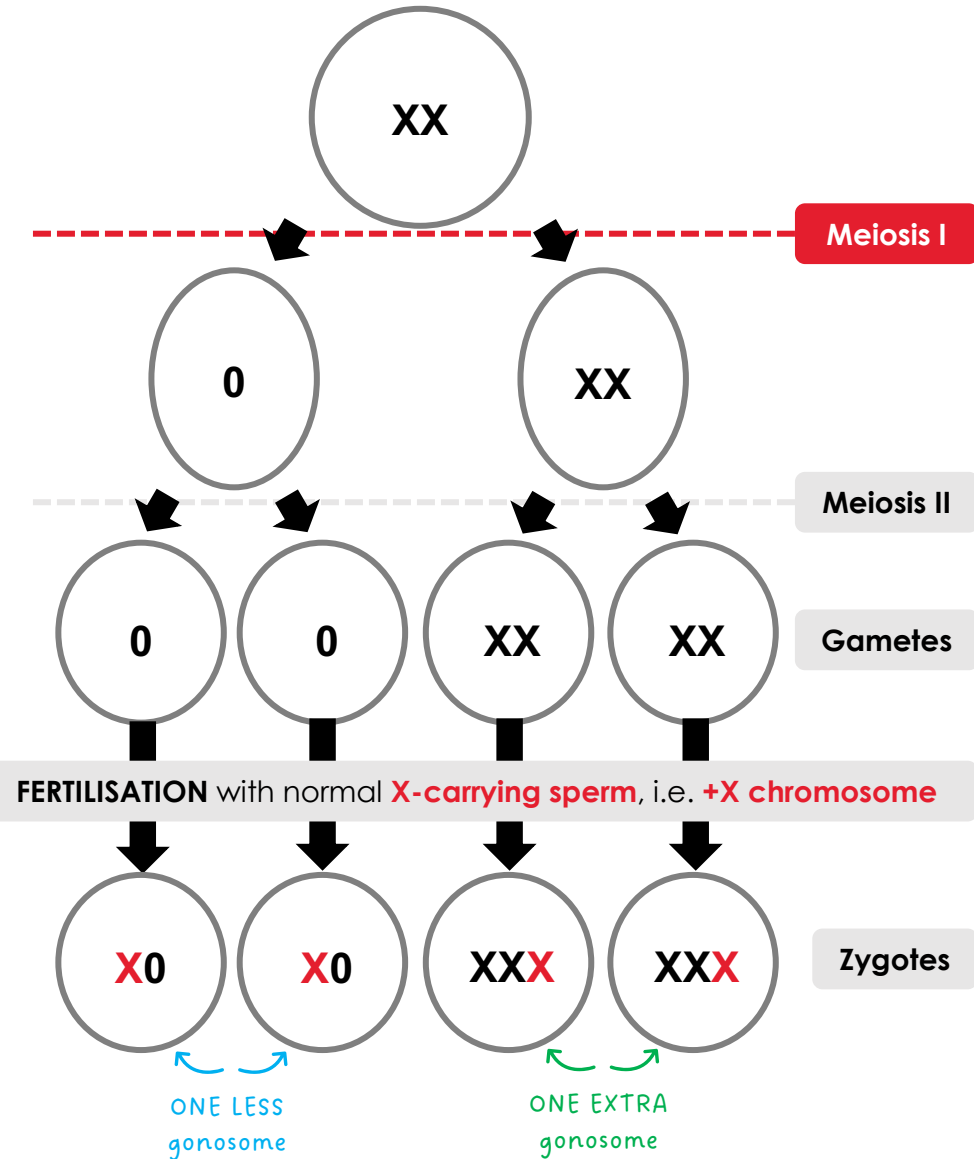 XX
Meiosis I
0 XX
Meiosis II
0 0 XX XX Gametes
FERTILISATION with normal X-carrying sperm, i.e. +X chromosome
X0 X0 XXX XXX Zygotes
ONE LESS
gonosome
ONE EXTRA
gonosome